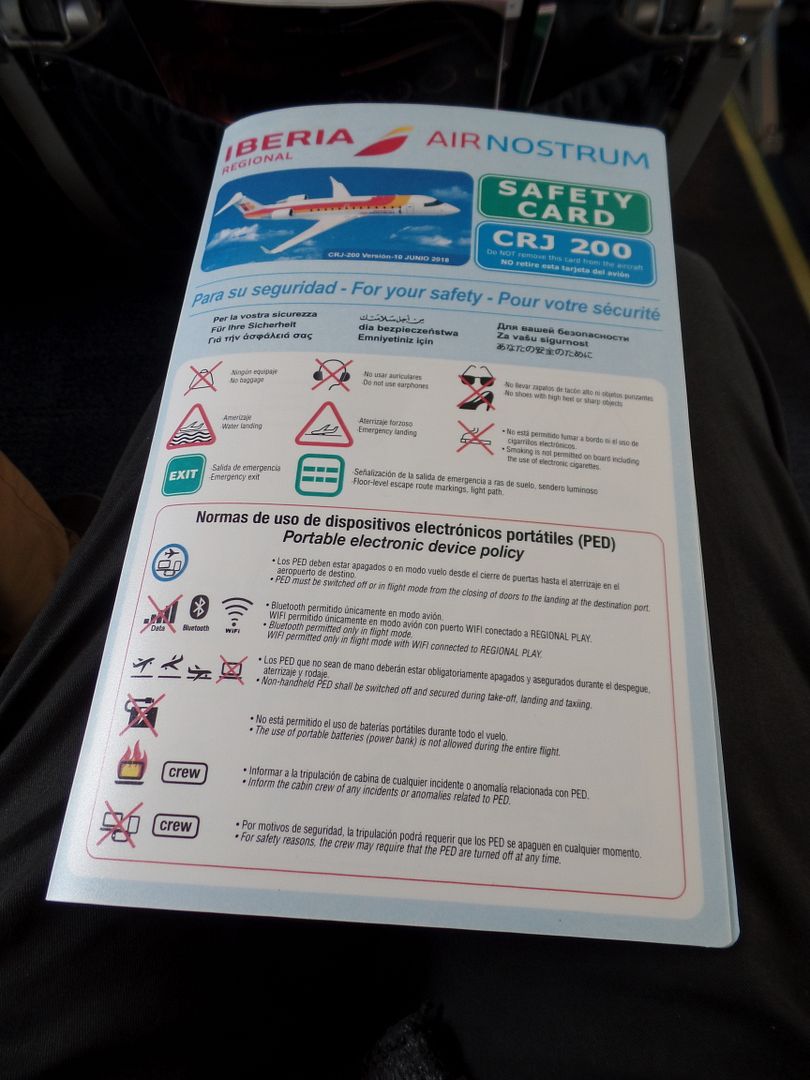 IBERIA
REGIONAL
AIRNOSTRUM
SAFETY
CARD
CRJ 200
Do NOT remove this card from the aircraft
NO retire esta tarjeta del avión
CRJ-200 Versión-10 JUNIO 2018
Para su seguridad - For your safety - Pour votre sécurité
Per la vostra sicurezza
Für Ihre Sicherheit
Γιά τήν άσφάλειά σας
من أجل سلامتك
dla bezpieczeństwa
Emniyetiniz için
Для вашей безопасности
Za vašu sigurnost
あなたの安全のために
·Ningún equipaje
·No baggage
·No usar auriculares
·Do not use earphones
·No llevar zapatos de tacón alto ni objetos punzantes
·No shoes with high heel or sharp objects
·Amerizaje
·Water landing
·Aterrizaje forzoso
·Emergency landing
• No está permitido fumar a bordo ni el uso de
cigarrillos electrónicos.
• Smoking is not permitted on board including
the use of electronic cigarettes.
EXIT
·Salida de emergencia
·Emergency exit
·Señalización de la salida de emergencia a ras de suelo, sendero luminoso
·Floor-level escape route markings, light path.
Normas de uso de dispositivos electrónicos portátiles (PED)
Portable electronic device policy
• Los PED deben estar apagados o en modo vuelo desde el cierre de puertas hasta el aterrizaje en el
aeropuerto de destino.
• PED must be switched off or in flight mode from the closing of doors to the landing at the destination port.
Data
Bluetooth
WiFi
• Bluetooth permitido únicamente en modo avión.
WIFI permitido únicamente en modo avión con puerto WIFI conectado a REGIONAL PLAY.
• Bluetooth permitted only in flight mode.
WIFI permitted only in flight mode with WIFI connected to REGIONAL PLAY.
• Los PED que no sean de mano deberán estar obligatoriamente apagados y asegurados durante el despegue,
aterrizaje y rodaje.
• Non-handheld PED shall be switched off and secured during take-off, landing and taxiing.
• No está permitido el uso de baterías portátiles durante todo el vuelo.
• The use of portable batteries (power bank) is not allowed during the entire flight.
crew
• Informar a la tripulación de cabina de cualquier incidente o anomalía relacionada con PED.
• Inform the cabin crew of any incidents or anomalies related to PED.
crew
• Por motivos de seguridad, la tripulación podrá requerir que los PED se apaguen en cualquier momento.
• For safety reasons, the crew may require that the PED are turned off at any time.